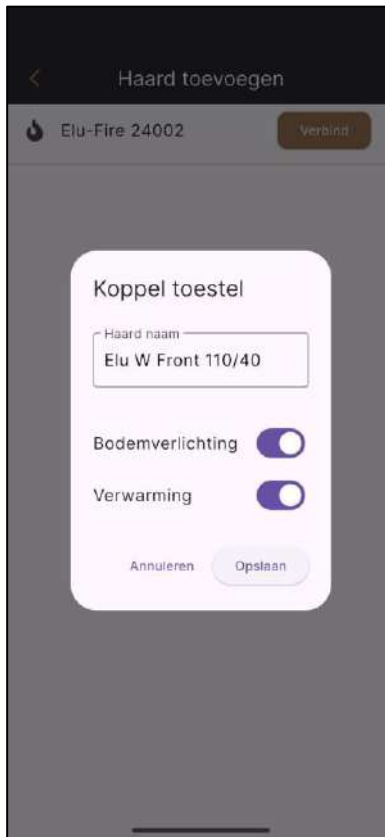 Haard toevoegen
Elu-Fire 24002 Verbind
Koppel toestel
Haard naam
Elu W Front 110/40
Bodemverlichting
Verwarming
Annuleren Opslaan